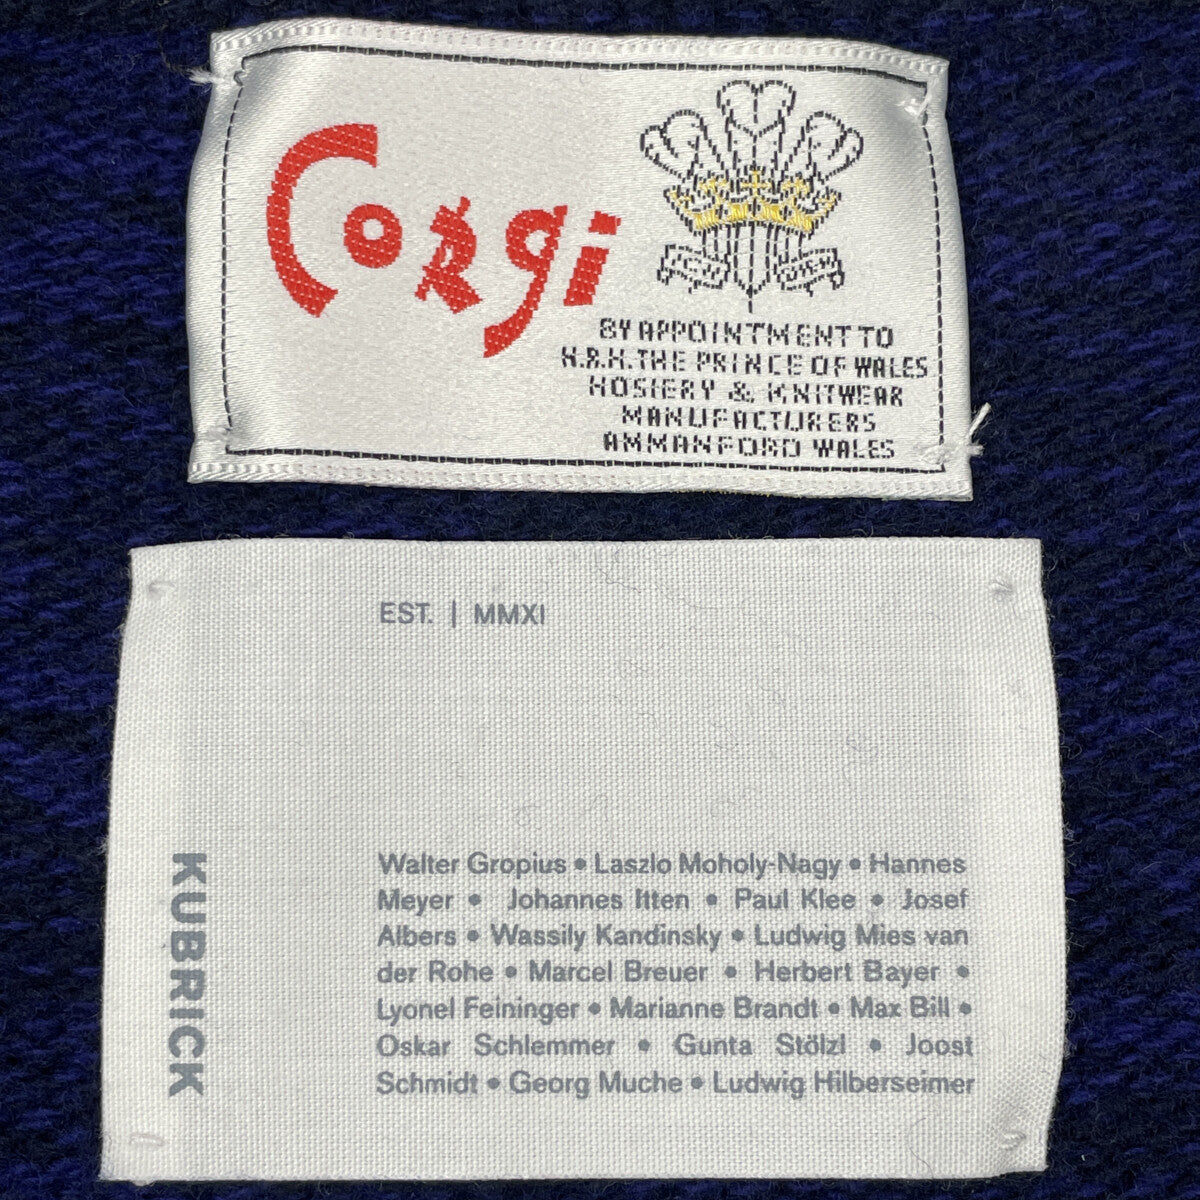 Corgi
ICH DIEN
BY APPOINTMENT TO
H.R.H. THE PRINCE OF WALES
HOSIERY & KNITWEAR
MANUFACTURERS
AMMANFORD WALES
EST. | MMXI
KUBRICK
Walter Gropius • Laszlo Moholy-Nagy • Hannes
Meyer • Johannes Itten • Paul Klee • Josef
Albers • Wassily Kandinsky • Ludwig Mies van
der Rohe • Marcel Breuer • Herbert Bayer •
Lyonel Feininger • Marianne Brandt • Max Bill •
Oskar Schlemmer • Gunta Stölzl • Joost
Schmidt • Georg Muche • Ludwig Hilberseimer